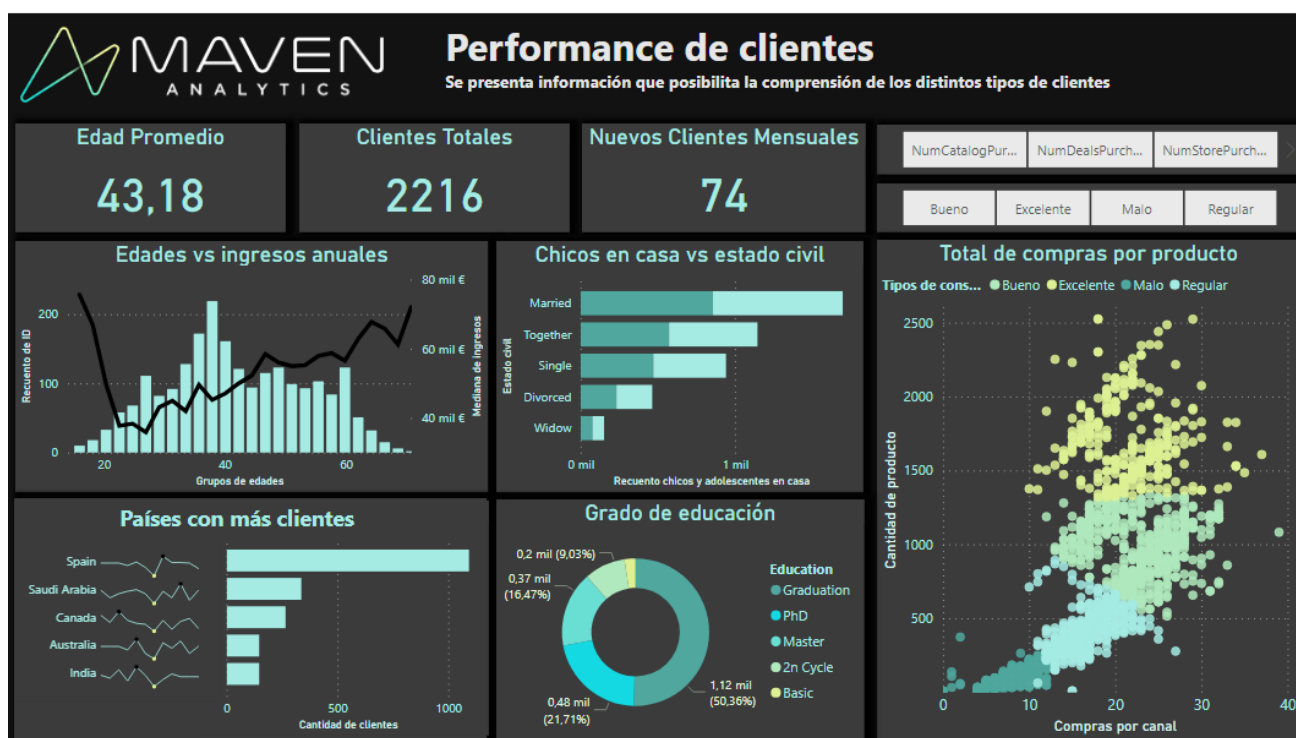 MAVEN
ANALYTICS
Performance de clientes
Se presenta información que posibilita la comprensión de los distintos tipos de clientes
Edad Promedio
43,18
Clientes Totales
2216
Nuevos Clientes Mensuales
74
NumCatalogPur...
NumDealsPurch...
NumStorePurch...
Bueno
Excelente
Malo
Regular
Edades vs ingresos anuales
Recuento de ID
200
100
0
20
40
60
Grupos de edades
80 mil €
60 mil €
40 mil €
Mediana de ingresos
Chicos en casa vs estado civil
Estado civil
Married
Together
Single
Divorced
Widow
0 mil
1 mil
Recuento chicos y adolescentes en casa
Total de compras por producto
Tipos de cons...
Bueno
Excelente
Malo
Regular
Cantidad de producto
2500
2000
1500
1000
500
0
10
20
30
40
Compras por canal
Países con más clientes
Spain
Saudi Arabia
Canada
Australia
India
0
500
1000
Cantidad de clientes
Grado de educación
0,2 mil (9,03%)
0,37 mil
(16,47%)
0,48 mil
(21,71%)
1,12 mil
(50,36%)
Education
Graduation
PhD
Master
2n Cycle
Basic